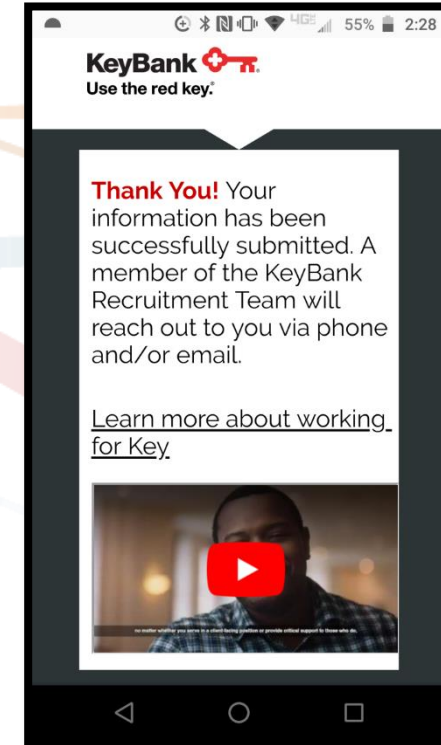 4GE 55% 2:28
KeyBank
Use the red key.®
Thank You! Your
information has been
successfully submitted. A
member of the KeyBank
Recruitment Team will
reach out to you via phone
and/or email.
Learn more about working
for Key
no matter whether you serve in a client-facing position or provide critical support to those who do.